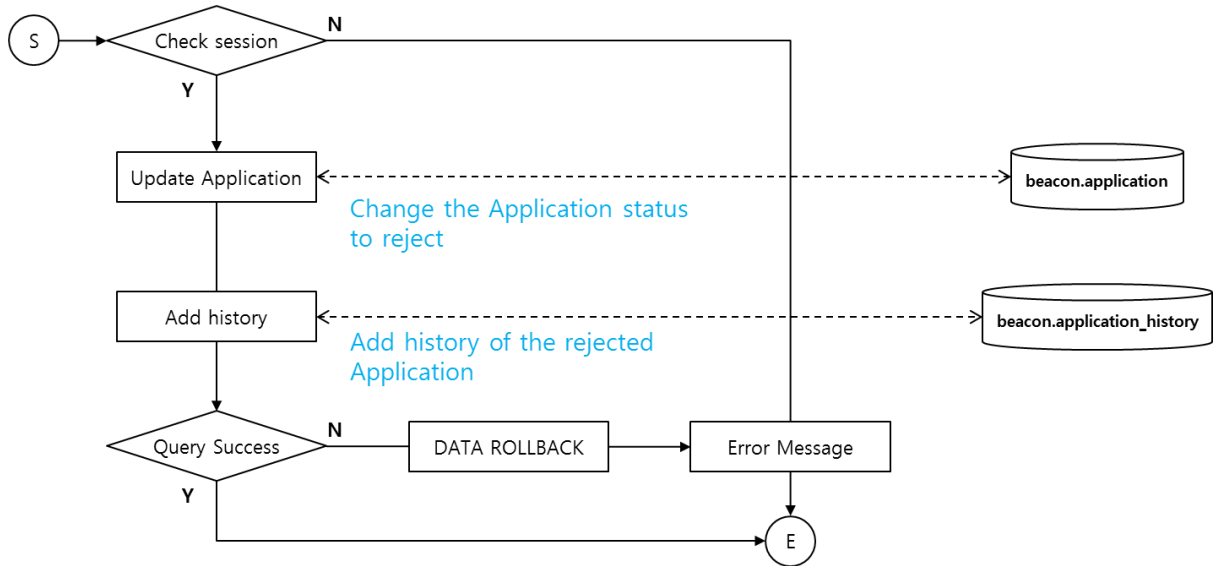 S
Check session
N
Y
Update Application
beacon.application
Change the Application status
to reject
Add history
beacon.application_history
Add history of the rejected
Application
Query Success
N
DATA ROLLBACK
Error Message
Y
E